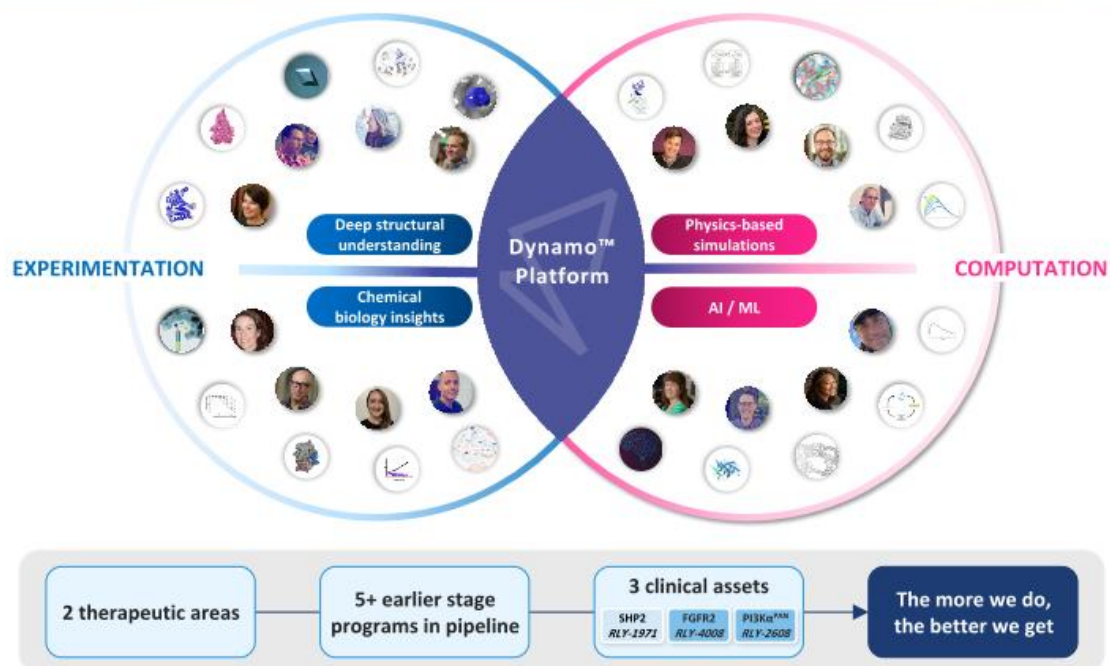 Deep structural
understanding
Physics-based
simulations
Dynamo™
Platform
EXPERIMENTATION
COMPUTATION
Chemical
biology insights
AI / ML
2 therapeutic areas
5+ earlier stage
programs in pipeline
3 clinical assets
SHP2
RLY-1971
FGFR2
RLY-4008
PI3Kαᴾᴬᴺ
RLY-2608
The more we do,
the better we get